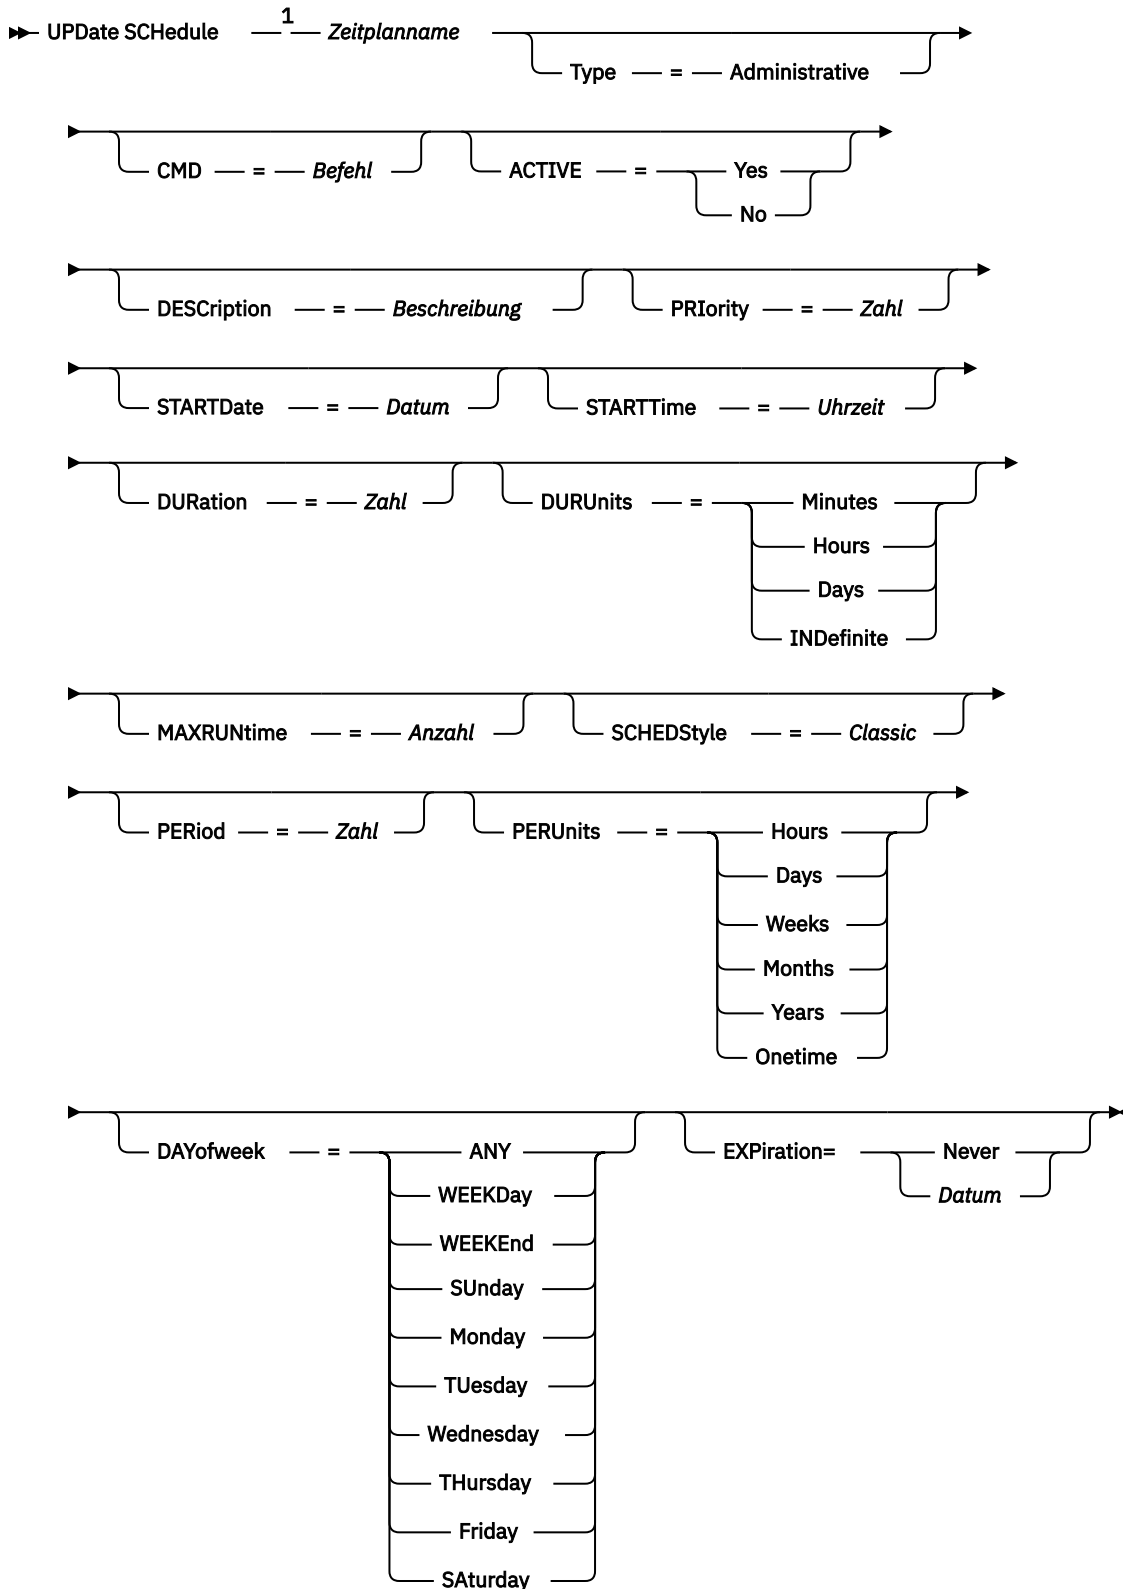 1
UPDate SCHedule Zeitplanname
Type = Administrative
CMD = Befehl ACTIVE = Yes
No
DESCription = Beschreibung PRIority = Zahl
STARTDate = Datum STARTTime = Uhrzeit
DURation = Zahl DURUnits = Minutes
Hours
Days
INDefinite
MAXRUNtime = Anzahl SCHEDStyle = Classic
PERiod = Zahl PERUnits = Hours
Days
Weeks
Months
Years
Onetime
DAYofweek = ANY EXPiration= Never
WEEKDay Datum
WEEKEnd
SUnday
Monday
TUesday
Wednesday
THursday
Friday
SAturday